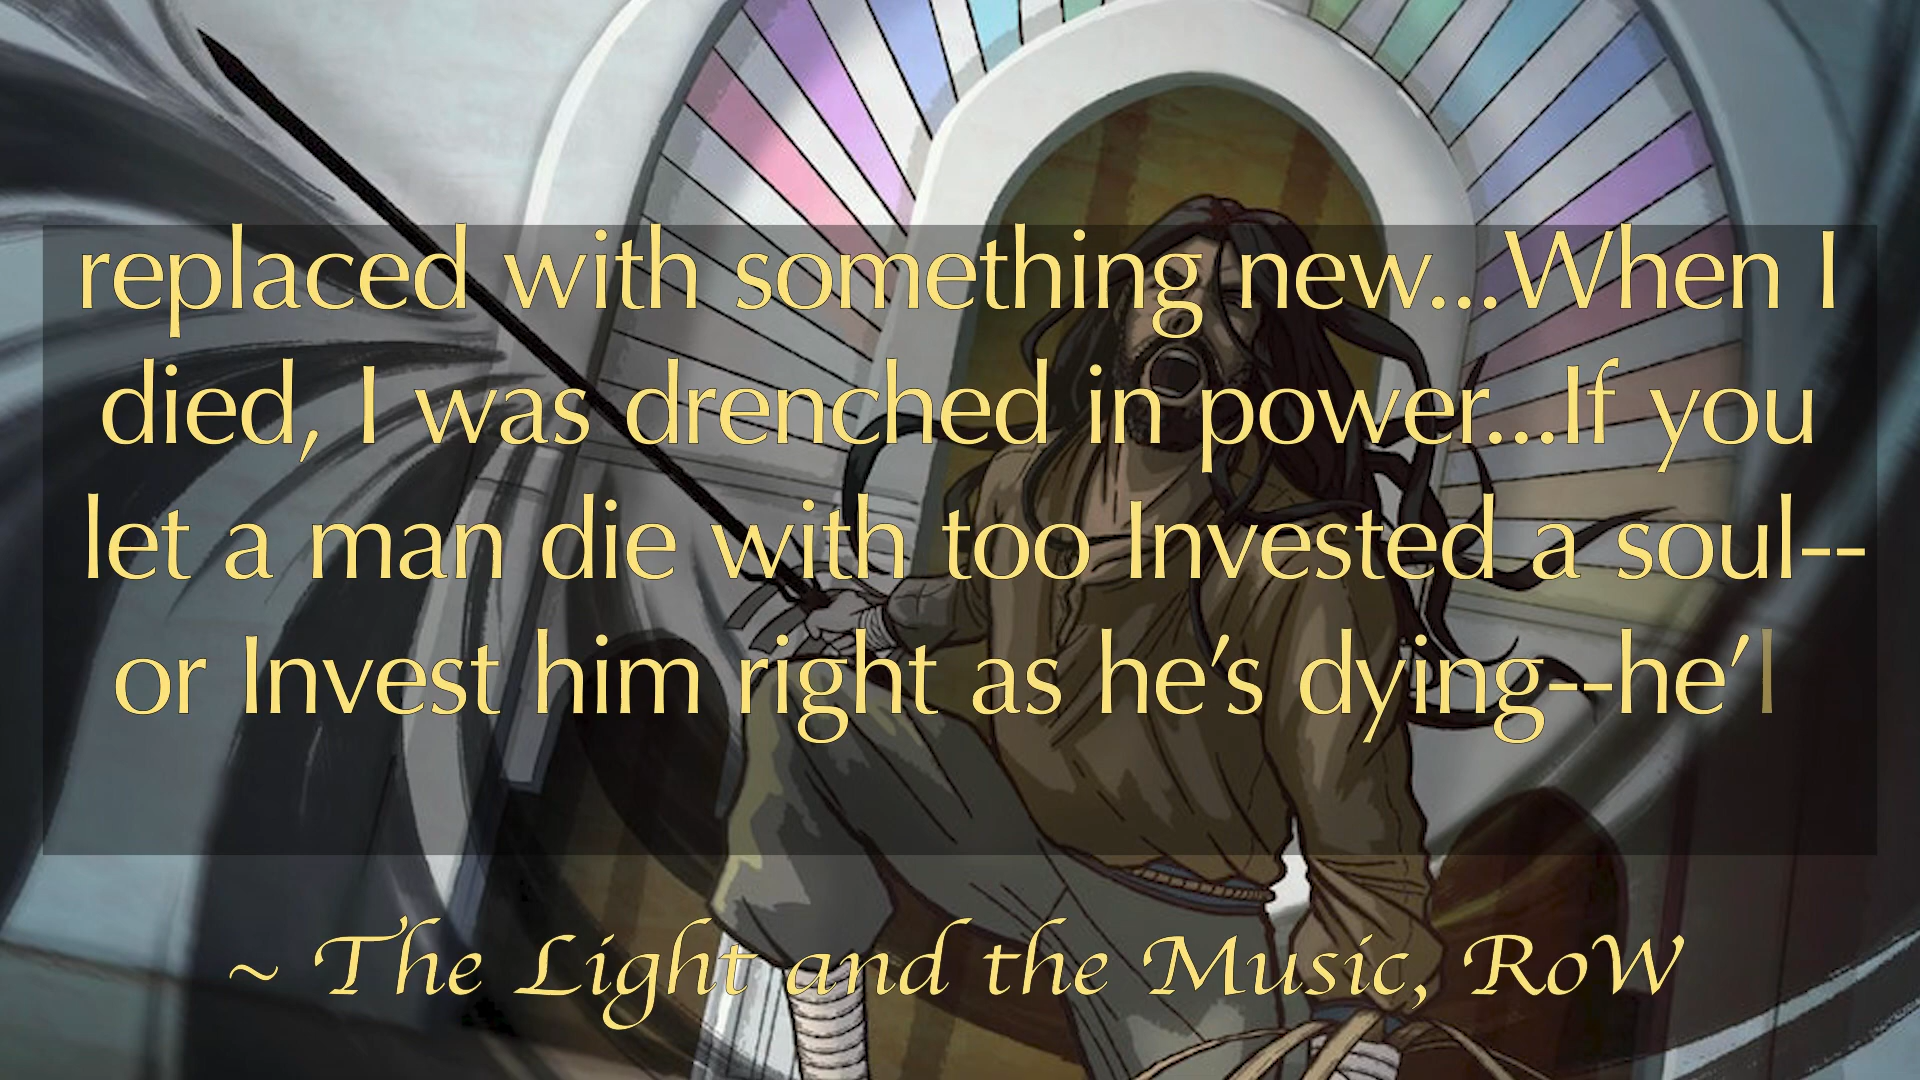 replaced with something new...When I
died, I was drenched in power...If you
let a man die with too Invested a soul--
or Invest him right as he's dying--he'l
~ The Light and the Music, RoW